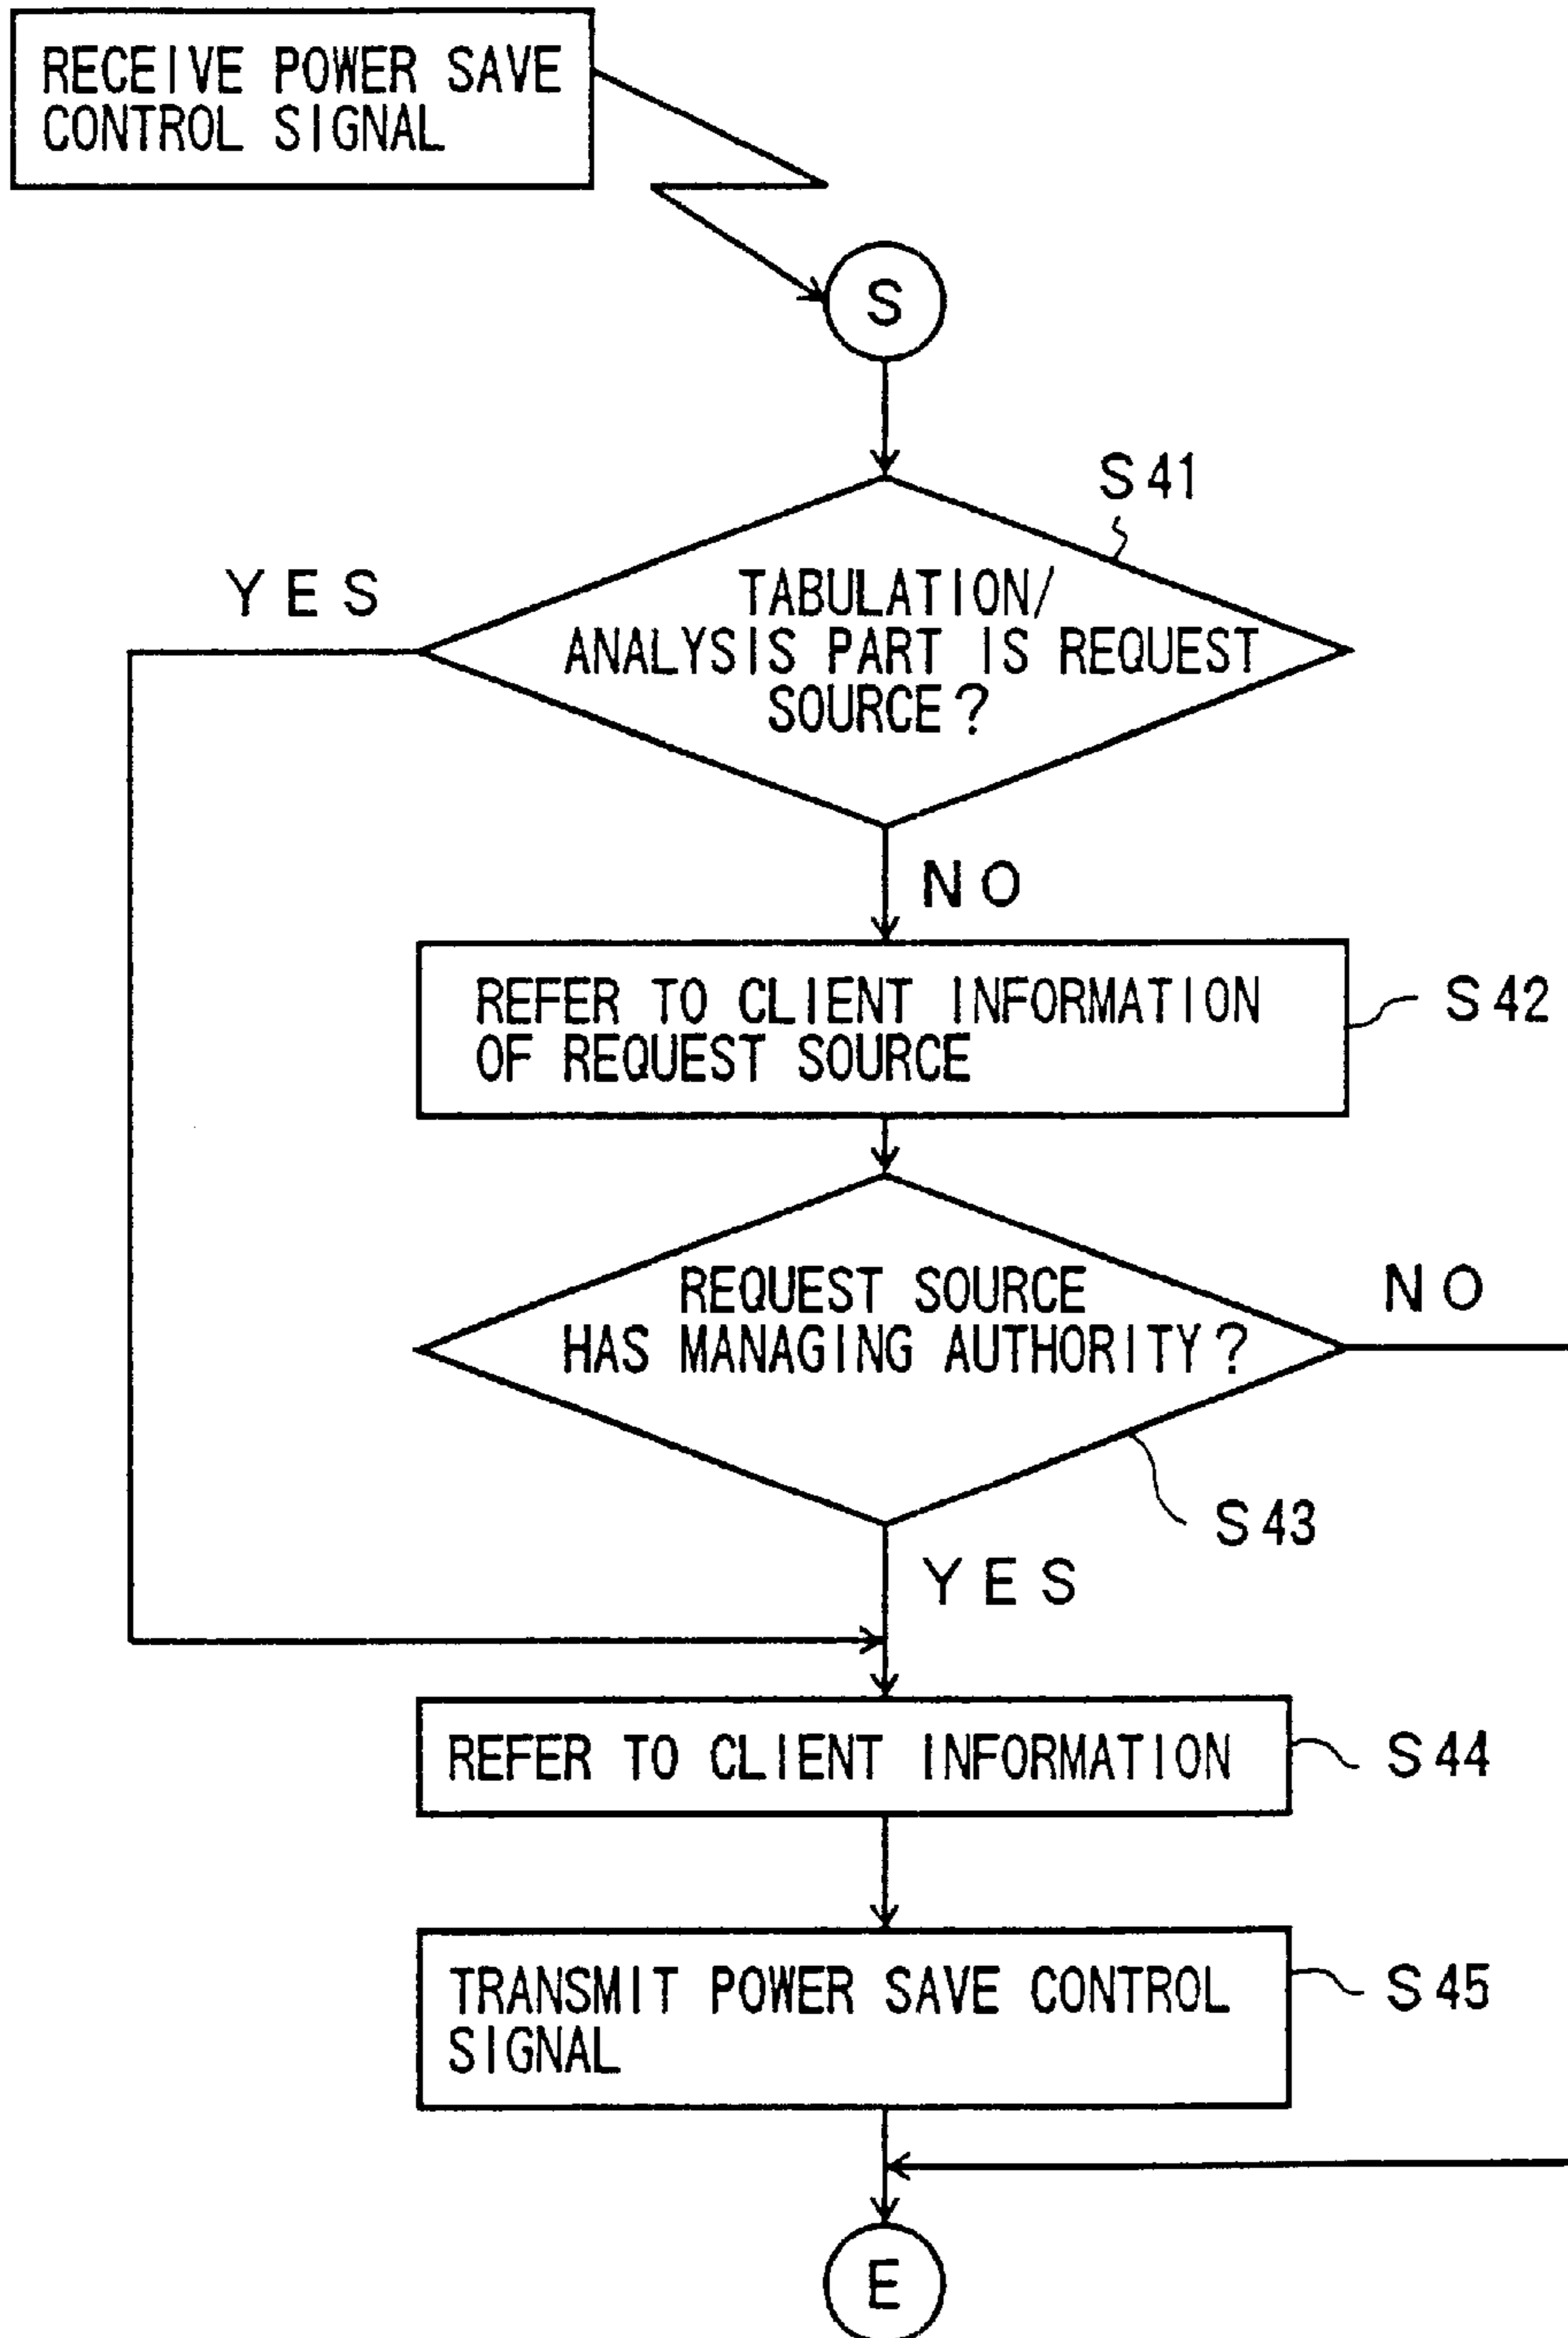 RECEIVE POWER SAVE
CONTROL SIGNAL
S
S41
YES
TABULATION/
ANALYSIS PART IS REQUEST
SOURCE?
NO
REFER TO CLIENT INFORMATION
OF REQUEST SOURCE
S42
REQUEST SOURCE
HAS MANAGING AUTHORITY?
NO
S43
YES
REFER TO CLIENT INFORMATION
S44
TRANSMIT POWER SAVE CONTROL
SIGNAL
S45
E